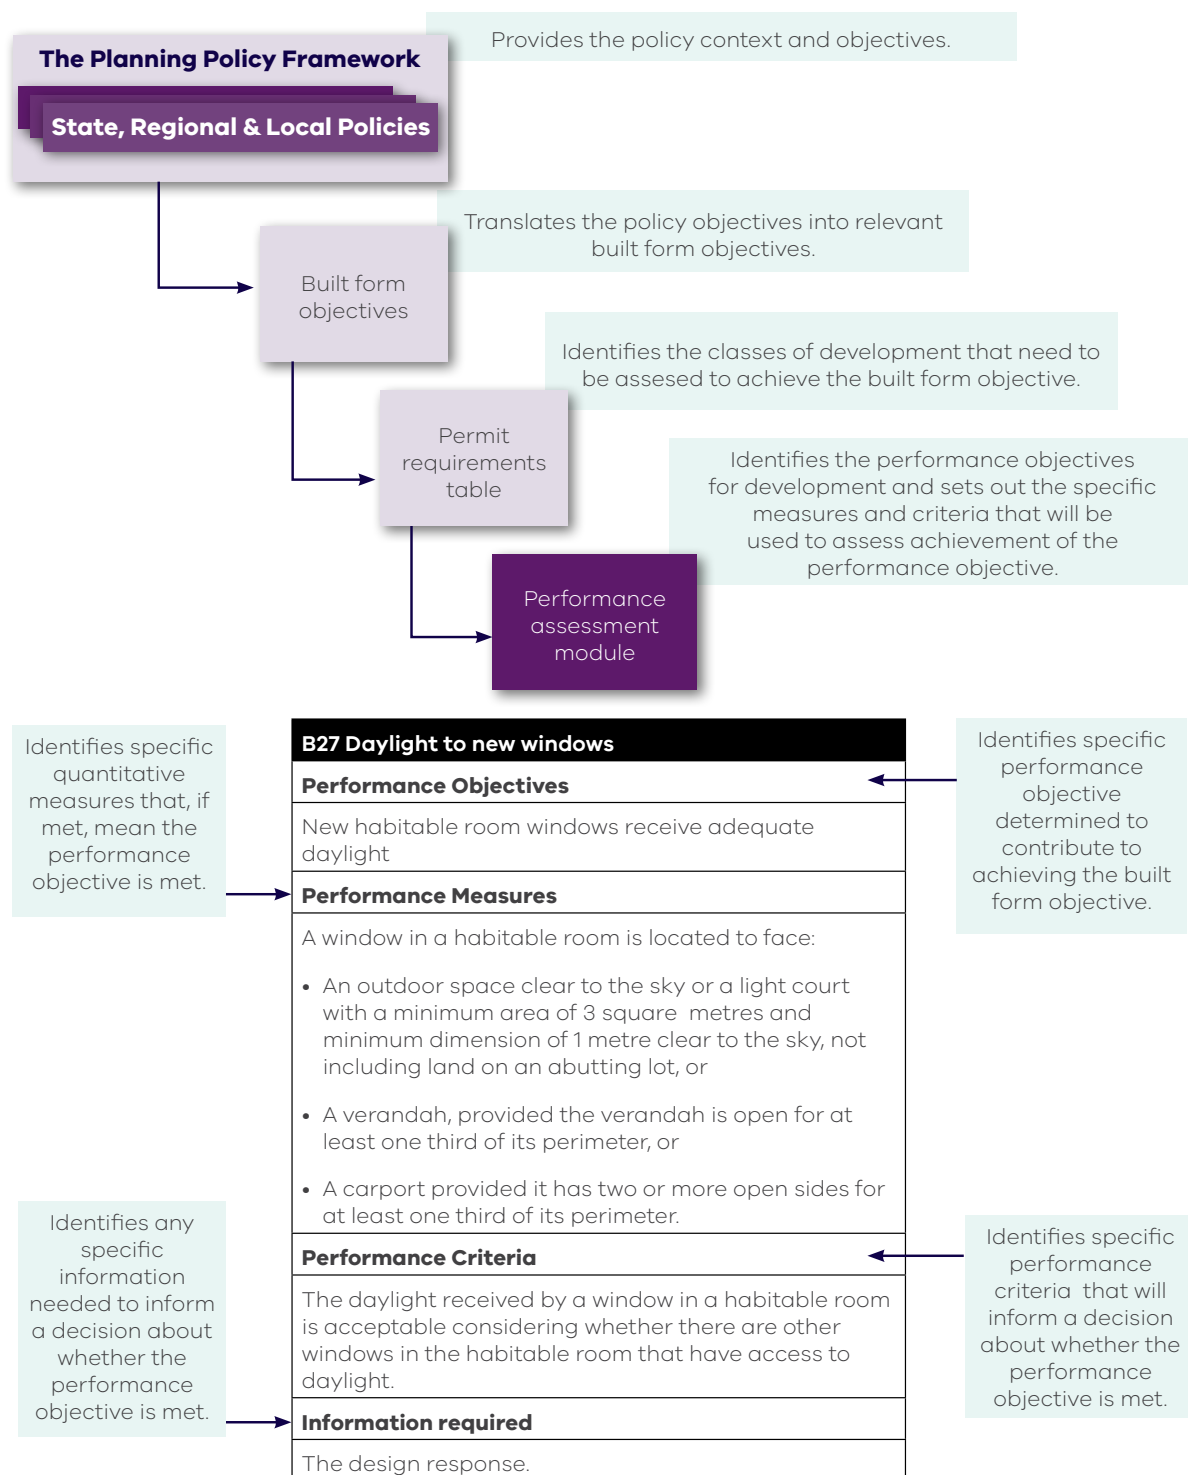 Provides the policy context and objectives.
The Planning Policy Framework
State, Regional & Local Policies
Translates the policy objectives into relevant
built form objectives.
Built form
objectives
Identifies the classes of development that need to
be assesed to achieve the built form objective.
Permit
requirements
table
Identifies the performance objectives
for development and sets out the specific
measures and criteria that will be
used to assess achievement of the
performance objective.
Performance
assessment
module
Identifies specific
quantitative
measures that, if
met, mean the
performance
objective is met.
B27 Daylight to new windows
Performance Objectives
New habitable room windows receive adequate
daylight
Performance Measures
A window in a habitable room is located to face:
• An outdoor space clear to the sky or a light court
with a minimum area of 3 square metres and
minimum dimension of 1 metre clear to the sky, not
including land on an abutting lot, or
• A verandah, provided the verandah is open for at
least one third of its perimeter, or
• A carport provided it has two or more open sides for
at least one third of its perimeter.
Performance Criteria
The daylight received by a window in a habitable room
is acceptable considering whether there are other
windows in the habitable room that have access to
daylight.
Information required
The design response.
Identifies specific
performance
objective
determined to
contribute to
achieving the built
form objective.
Identifies any
specific
information
needed to inform
a decision about
whether the
performance
objective is met.
Identifies specific
performance
criteria that will
inform a decision
about whether the
performance
objective is met.